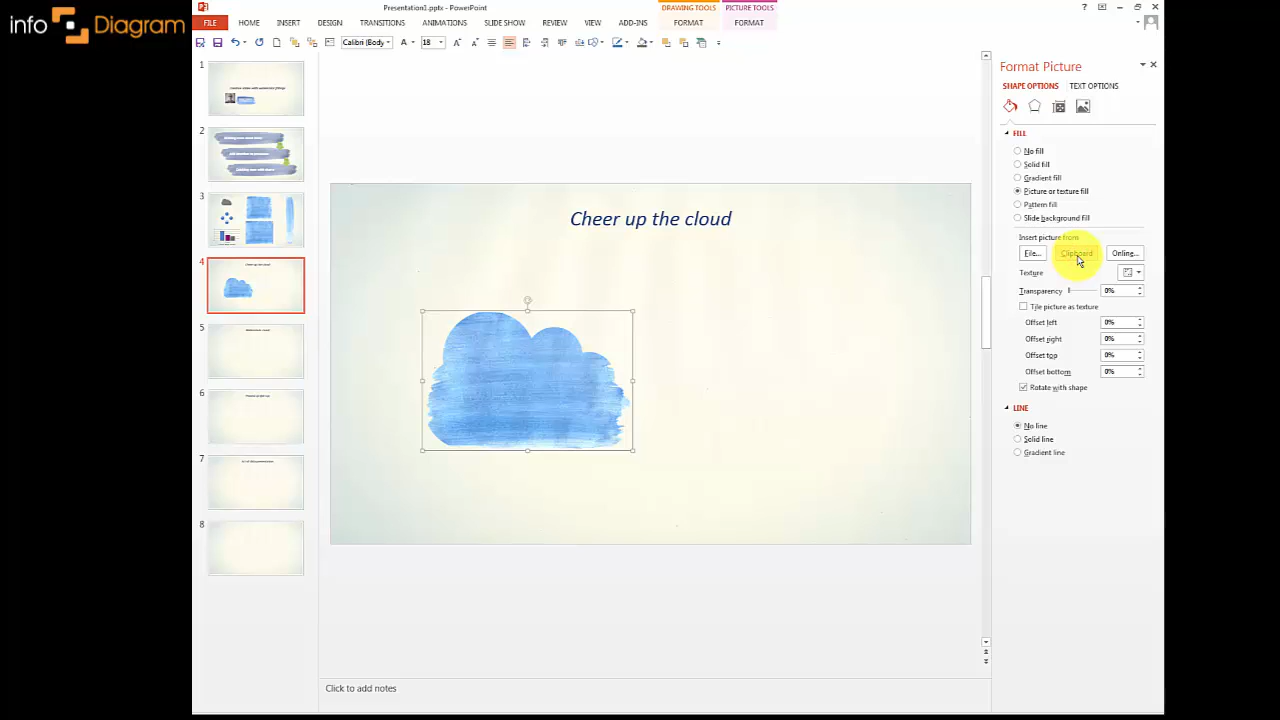 info Diagram
Presentation1.pptx - PowerPoint
DRAWING TOOLS
PICTURE TOOLS
FILE
HOME
INSERT
DESIGN
TRANSITIONS
ANIMATIONS
SLIDE SHOW
REVIEW
VIEW
ADD-INS
FORMAT
FORMAT
Calibri (Body
18
1
2
3
4
Cheer up the cloud
5
6
7
8
Cheer up the cloud
Click to add notes
Format Picture
SHAPE OPTIONS
TEXT OPTIONS
FILL
No fill
Solid fill
Gradient fill
Picture or texture fill
Pattern fill
Slide background fill
Insert picture from
File...
Clipboard
Online...
Texture
Transparency
0%
Tile picture as texture
Offset left
0%
Offset right
0%
Offset top
0%
Offset bottom
0%
Rotate with shape
LINE
No line
Solid line
Gradient line